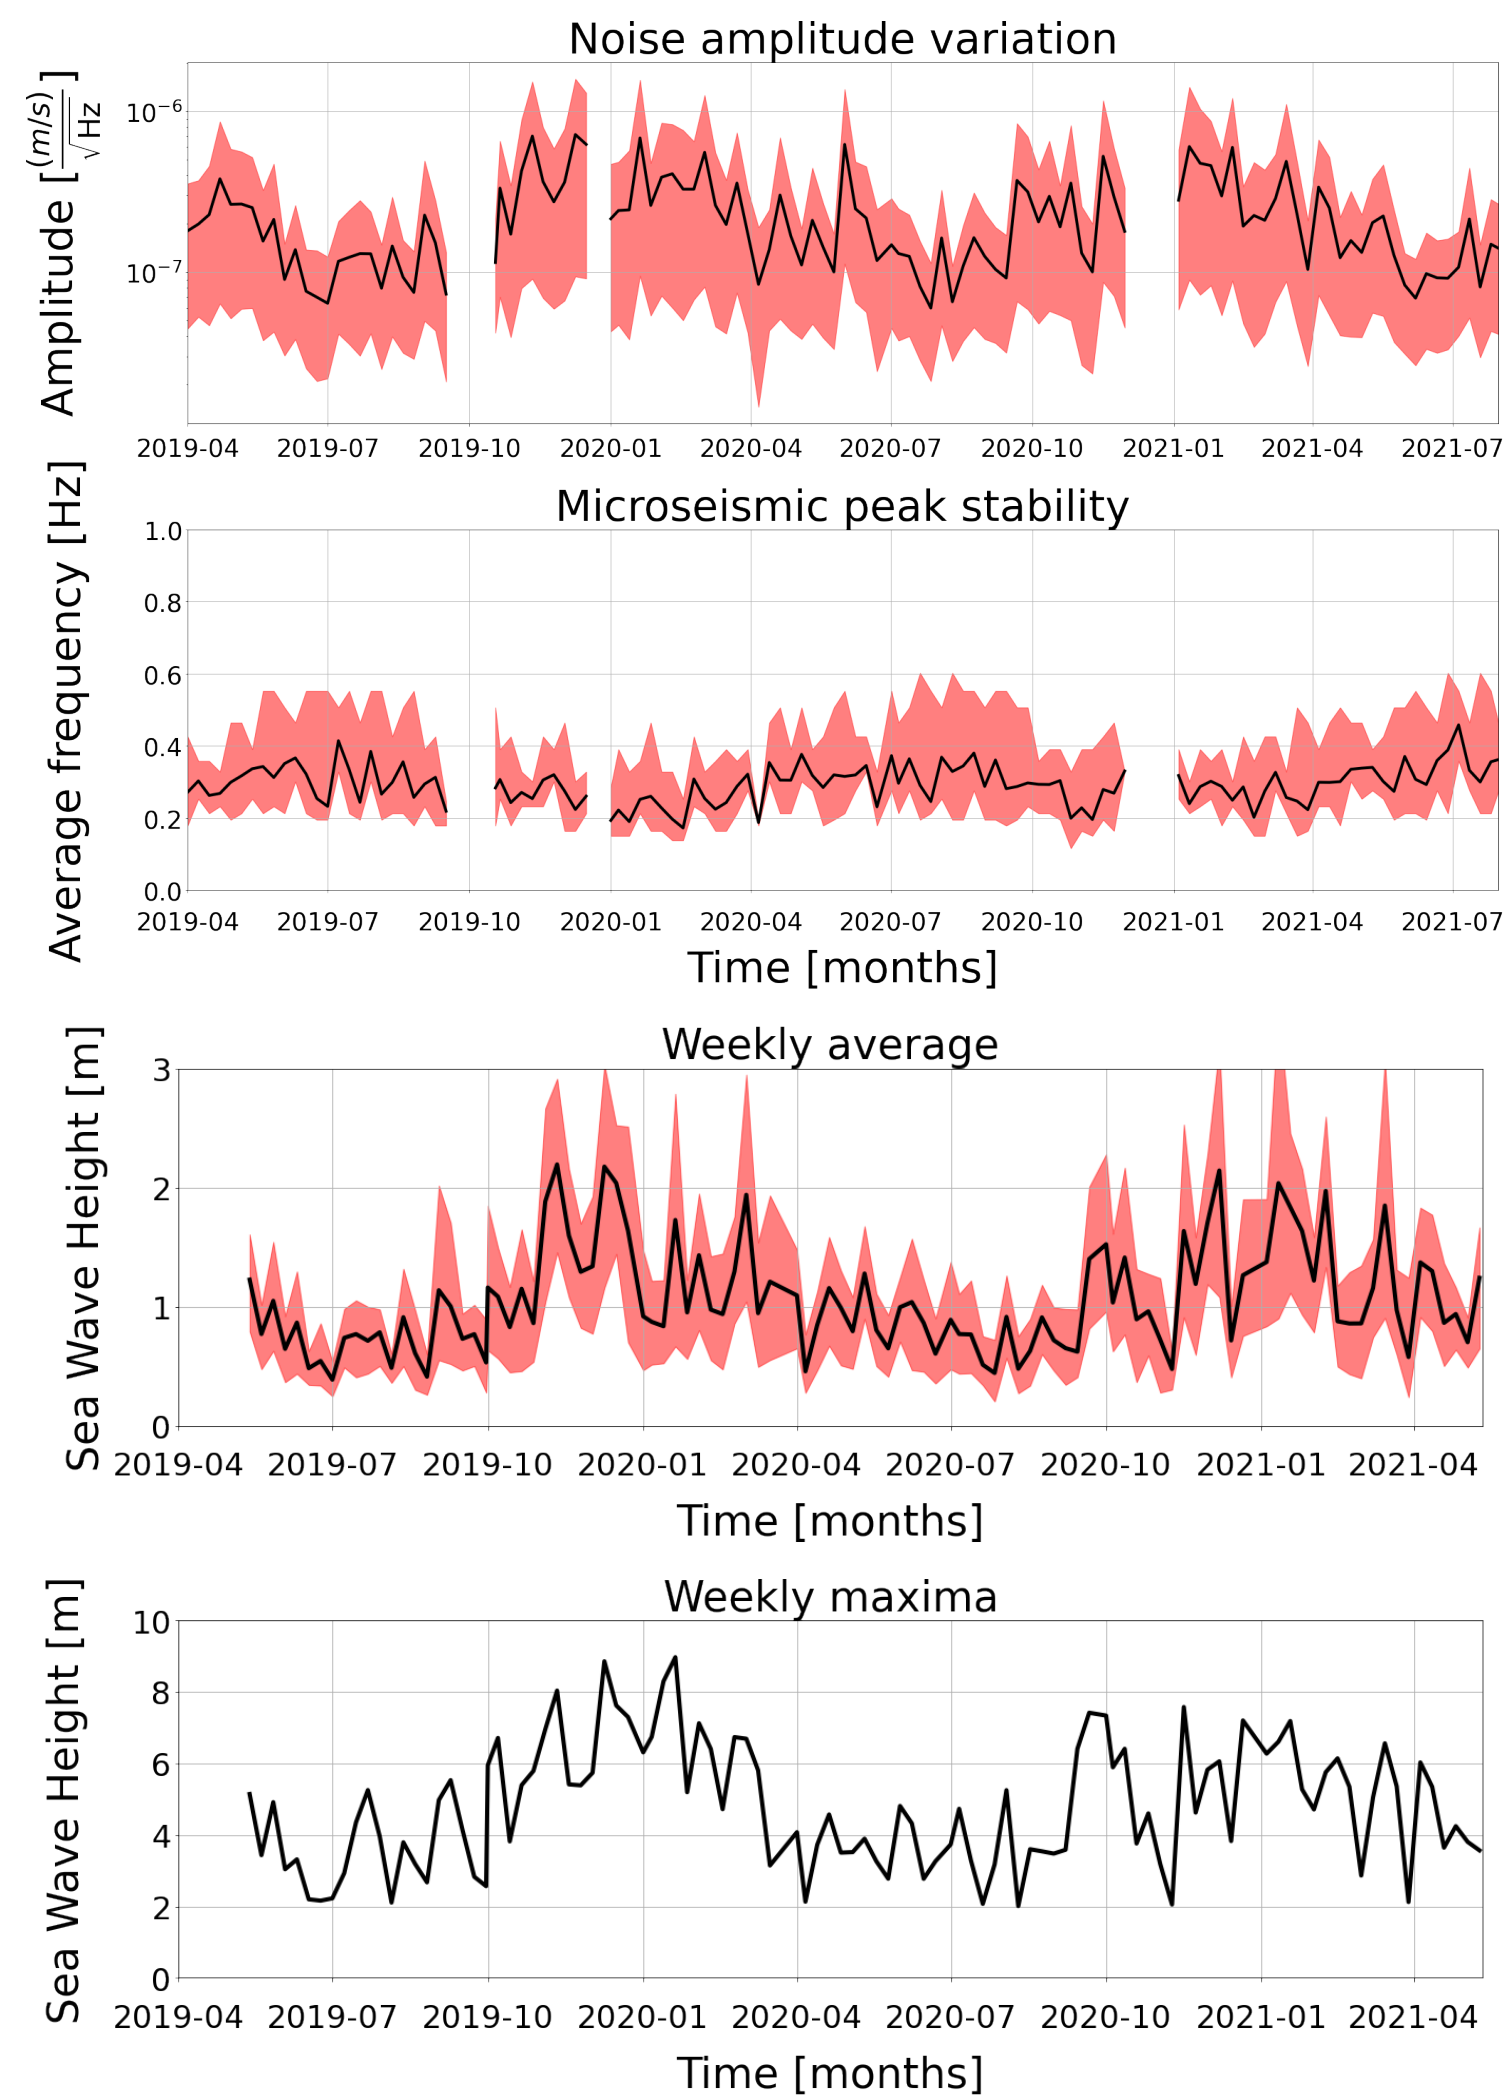 Noise amplitude variation
Amplitude [(m/s)/√Hz]
10^-6
10^-7
2019-04 2019-07 2019-10 2020-01 2020-04 2020-07 2020-10 2021-01 2021-04 2021-07
Microseismic peak stability
Average frequency [Hz]
1.0
0.8
0.6
0.4
0.2
0.0
2019-04 2019-07 2019-10 2020-01 2020-04 2020-07 2020-10 2021-01 2021-04 2021-07
Time [months]
Weekly average
Sea Wave Height [m]
3
2
1
0
2019-04 2019-07 2019-10 2020-01 2020-04 2020-07 2020-10 2021-01 2021-04
Time [months]
Weekly maxima
Sea Wave Height [m]
10
8
6
4
2
0
2019-04 2019-07 2019-10 2020-01 2020-04 2020-07 2020-10 2021-01 2021-04
Time [months]